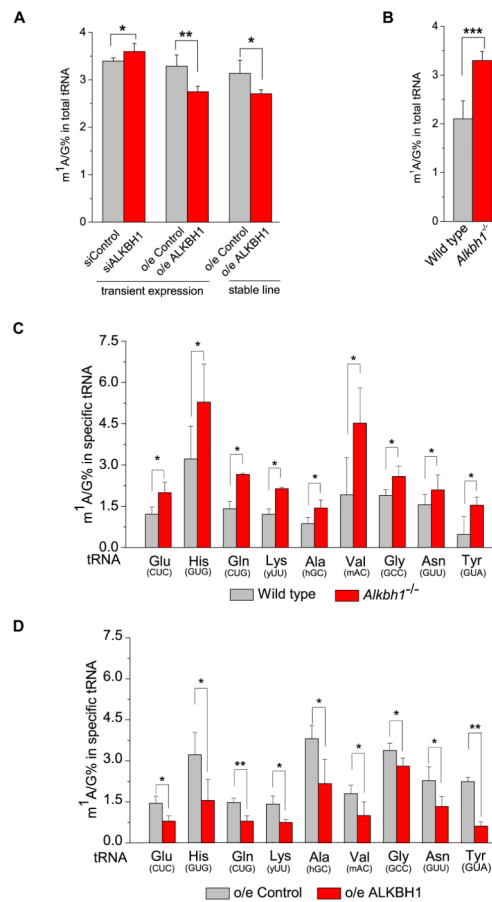 A
m¹A/G% in total tRNA
4
3
2
1
0
*
**
*
siControl
siALKBH1
o/e Control
o/e ALKBH1
o/e Control
o/e ALKBH1
transient expression
stable line
B
m¹A/G% in total tRNA
4
3
2
1
0
***
Wild type
Alkbh1⁻/⁻
C
m¹A/G% in specific tRNA
7.5
6.0
4.5
3.0
1.5
0.0
* * * * * * * * *
tRNA Glu His Gln Lys Ala Val Gly Asn Tyr
(CUC) (GUG) (CUG) (yUU) (hGC) (mAC) (GCC) (GUU) (GUA)
Wild type Alkbh1⁻/⁻
D
m¹A/G% in specific tRNA
7.5
6.0
4.5
3.0
1.5
0.0
* * ** * * * * * **
tRNA Glu His Gln Lys Ala Val Gly Asn Tyr
(CUC) (GUG) (CUG) (yUU) (hGC) (mAC) (GCC) (GUU) (GUA)
o/e Control o/e ALKBH1